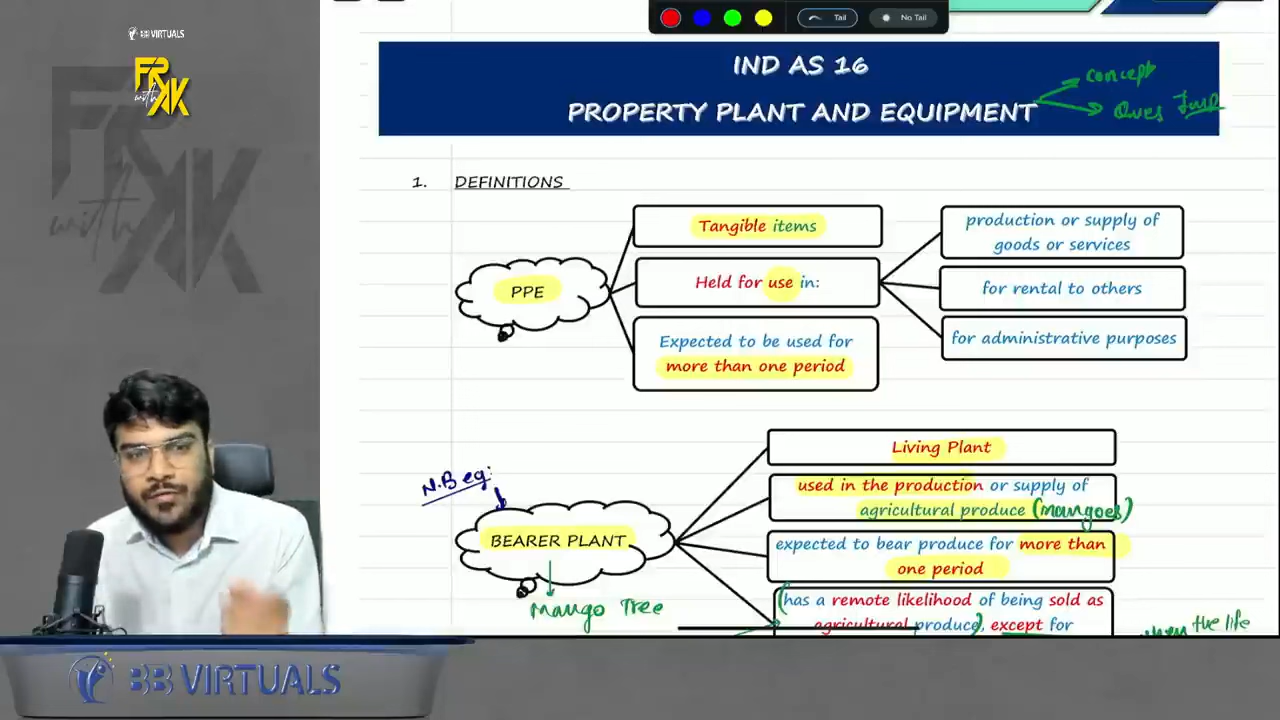 BB VIRTUALS
FR
with
KK
Tail
No Tail
IND AS 16
PROPERTY PLANT AND EQUIPMENT
concept
Ques Imp
1. DEFINITIONS
PPE
Tangible items
Held for use in:
Expected to be used for
more than one period
production or supply of
goods or services
for rental to others
for administrative purposes
N.B eg:
BEARER PLANT
Mango Tree
Living Plant
used in the production or supply of
agricultural produce (mangoes)
expected to bear produce for more than
one period
(has a remote likelihood of being sold as
agricultural produce), except for
when the life
BB VIRTUALS